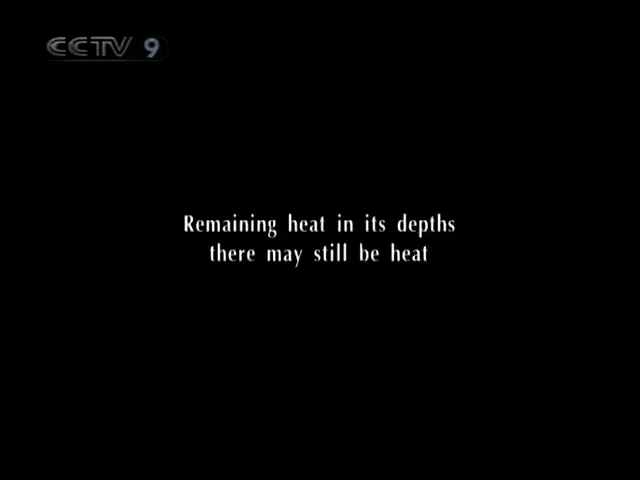 CCTV 9
Remaining heat in its depths
there may still be heat